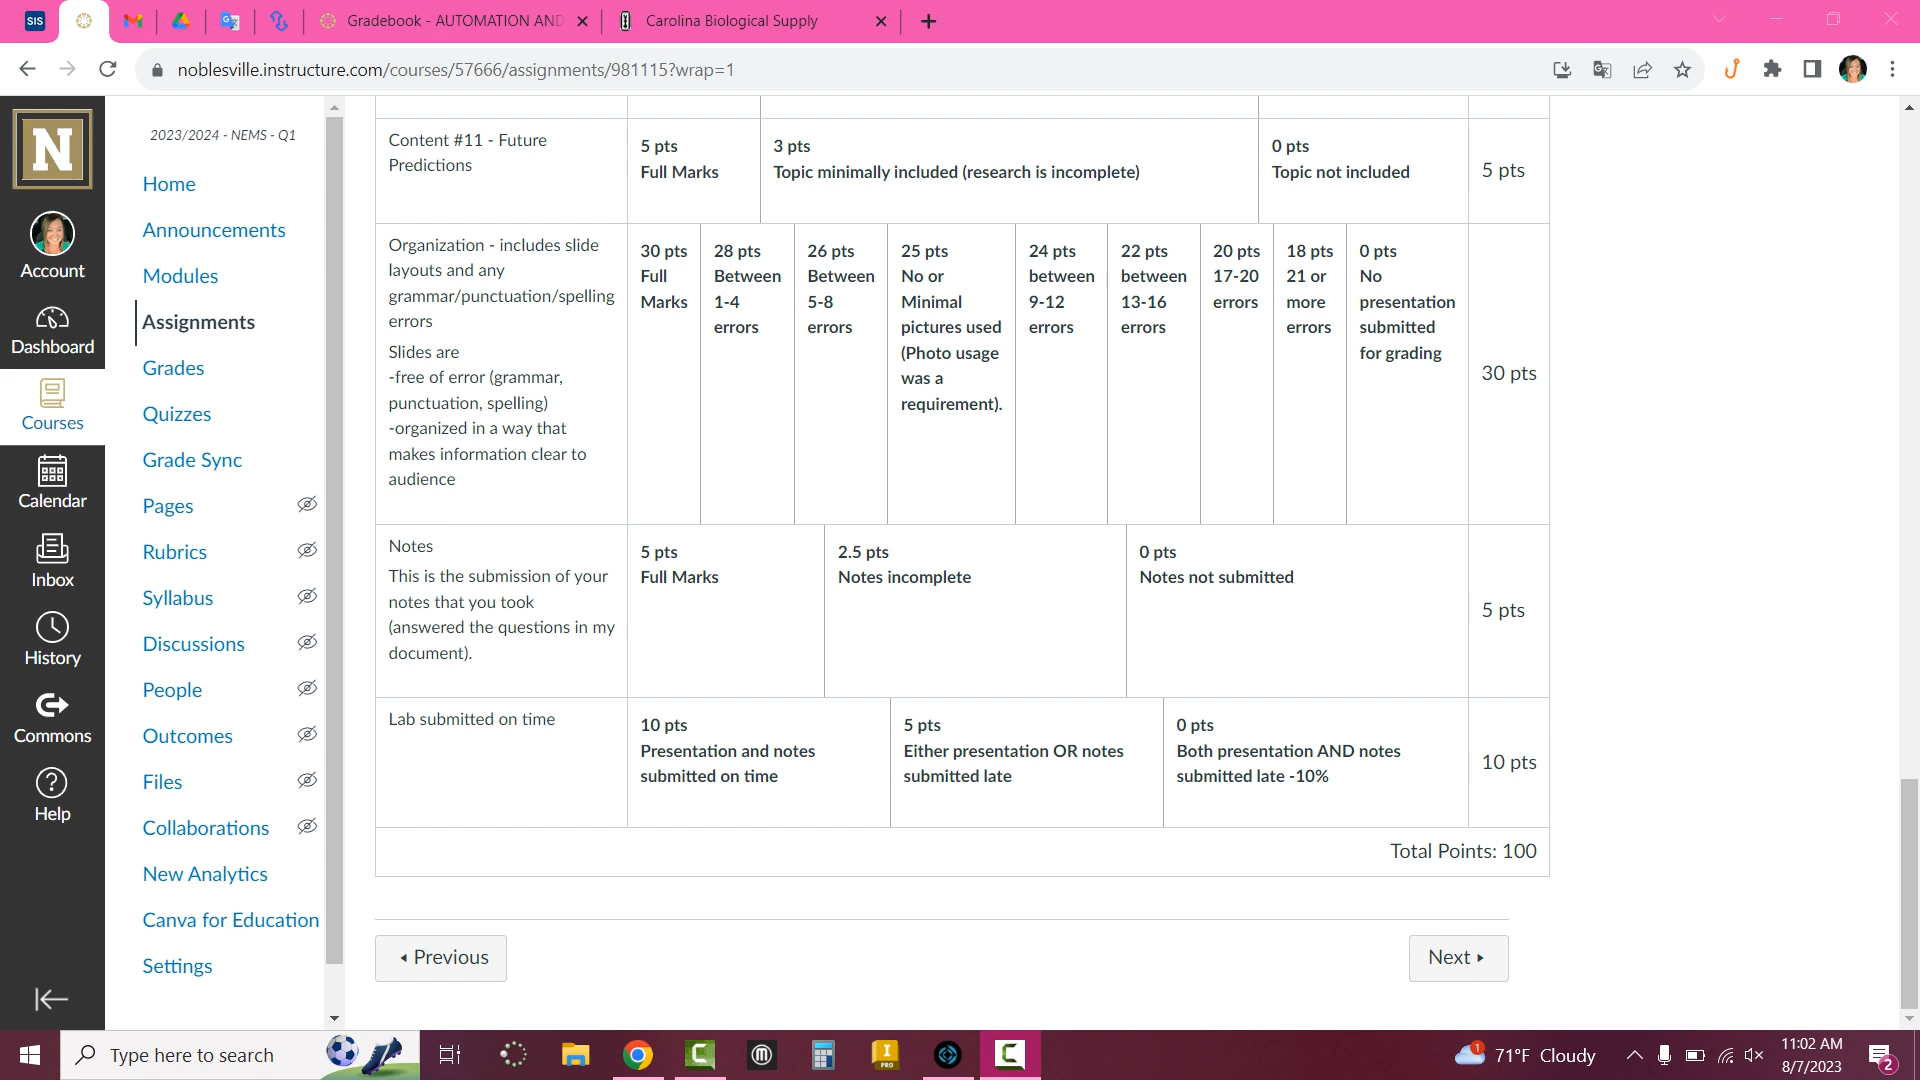 SIS
Gradebook - AUTOMATION AND
Carolina Biological Supply
noblesville.instructure.com/courses/57666/assignments/981115?wrap=1
N
Account
Dashboard
Courses
Calendar
Inbox
History
Commons
Help
2023/2024 - NEMS - Q1
Home
Announcements
Modules
Assignments
Grades
Quizzes
Grade Sync
Pages
Rubrics
Syllabus
Discussions
People
Outcomes
Files
Collaborations
New Analytics
Canva for Education
Settings
Content #11 - Future
Predictions
5 pts
Full Marks
3 pts
Topic minimally included (research is incomplete)
0 pts
Topic not included
5 pts
Organization - includes slide
layouts and any
grammar/punctuation/spelling
errors
Slides are
-free of error (grammar,
punctuation, spelling)
-organized in a way that
makes information clear to
audience
30 pts
Full
Marks
28 pts
Between
1-4
errors
26 pts
Between
5-8
errors
25 pts
No or
Minimal
pictures used
(Photo usage
was a
requirement).
24 pts
between
9-12
errors
22 pts
between
13-16
errors
20 pts
17-20
errors
18 pts
21 or
more
errors
0 pts
No
presentation
submitted
for grading
30 pts
Notes
This is the submission of your
notes that you took
(answered the questions in my
document).
5 pts
Full Marks
2.5 pts
Notes incomplete
0 pts
Notes not submitted
5 pts
Lab submitted on time
10 pts
Presentation and notes
submitted on time
5 pts
Either presentation OR notes
submitted late
0 pts
Both presentation AND notes
submitted late -10%
10 pts
Total Points: 100
Previous
Next
Type here to search
PRO
1
71°F Cloudy
11:02 AM
8/7/2023
2